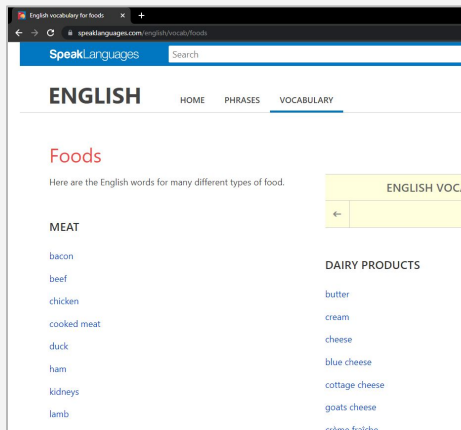 English vocabulary for foods
speaklanguages.com/english/vocab/foods
SpeakLanguages
Search
ENGLISH
HOME PHRASES VOCABULARY
Foods
Here are the English words for many different types of food.
MEAT
bacon
beef
chicken
cooked meat
duck
ham
kidneys
lamb
ENGLISH VOCA
DAIRY PRODUCTS
butter
cream
cheese
blue cheese
cottage cheese
goats cheese
crème fraîche